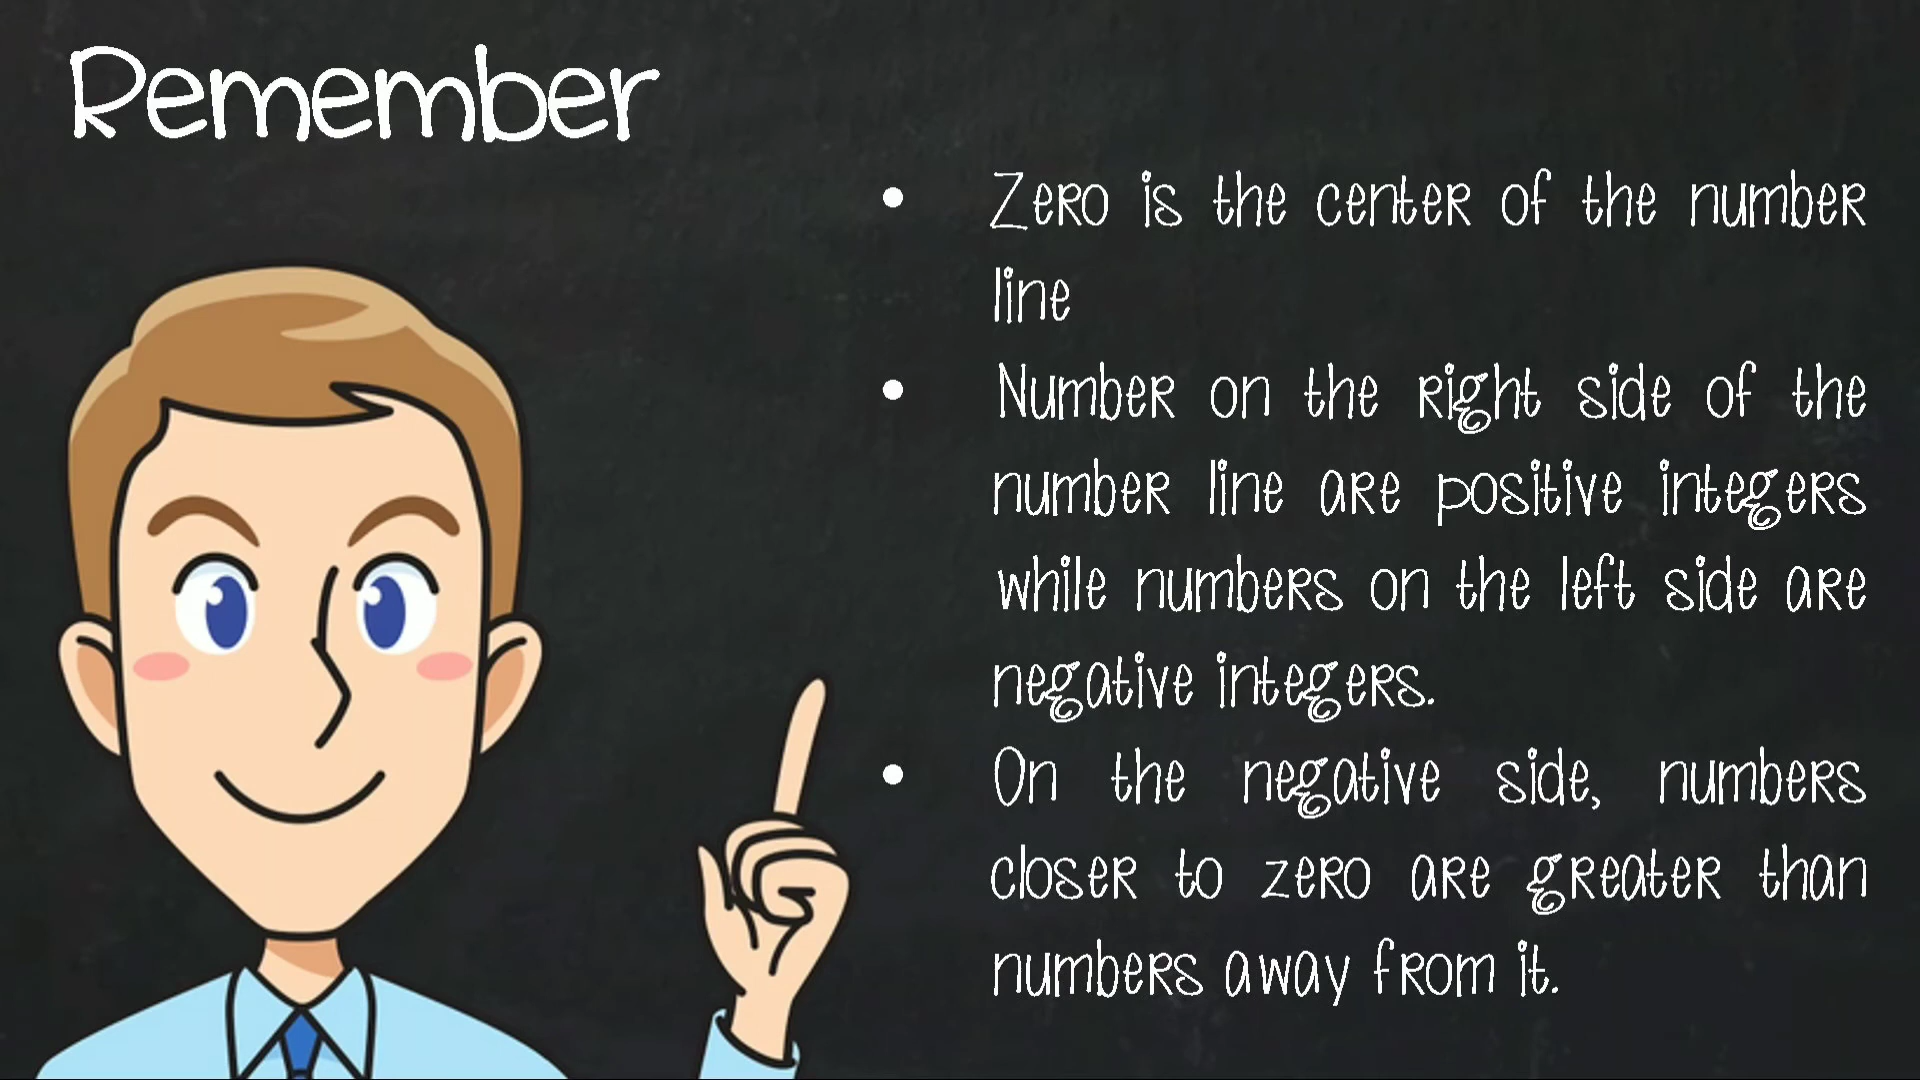 Remember
• Zero is the center of the number
line
• Number on the right side of the
number line are positive integers
while numbers on the left side are
negative integers.
• On the negative side, numbers
closer to zero are greater than
numbers away from it.